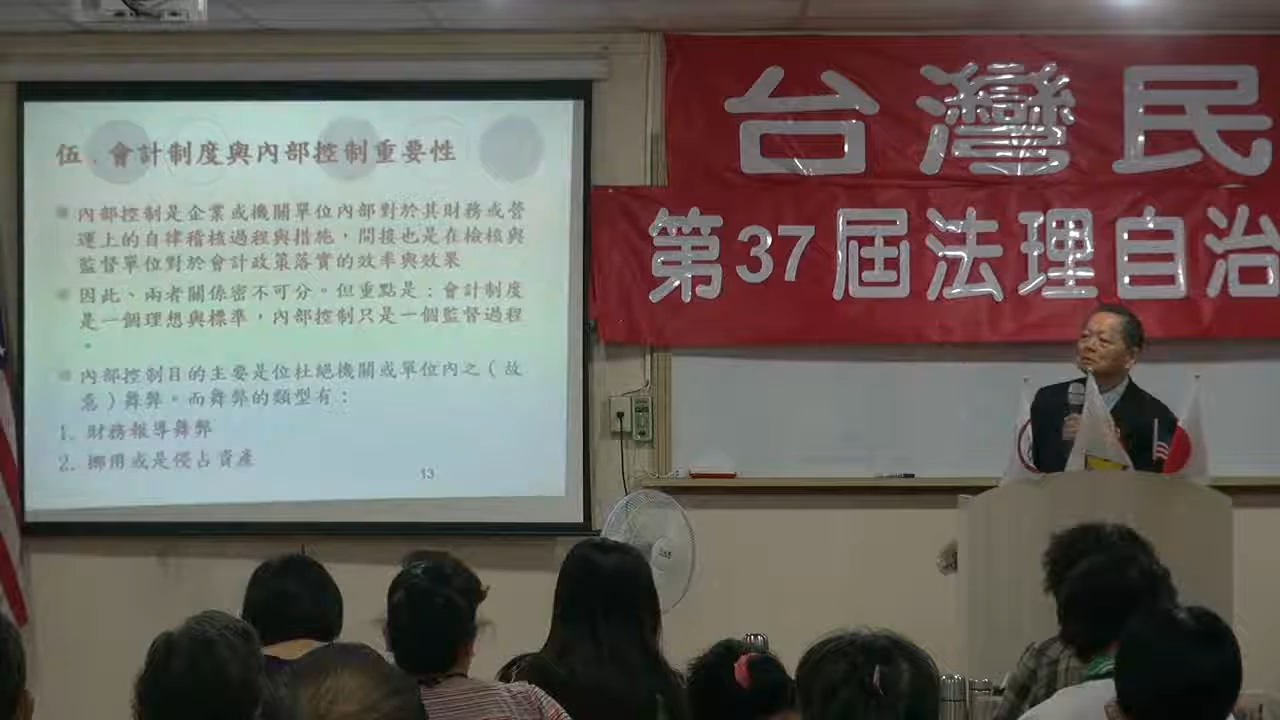 伍．會計制度與內部控制重要性
內部控制是企業或機關單位內部對於其財務或營
運上的自律稽核過程與措施，間接也是在檢核與
監督單位對於會計政策落實的效率與效果
因此、兩者關係密不可分。但重點是：會計制度
是一個理想與標準，內部控制只是一個監督過程
。
內部控制目的主要是位杜絕機關或單位內之（故
意）舞弊。而舞弊的類型有：
1. 財務報導舞弊
2. 挪用或是侵占資產
13
台灣民
第37屆法理自治